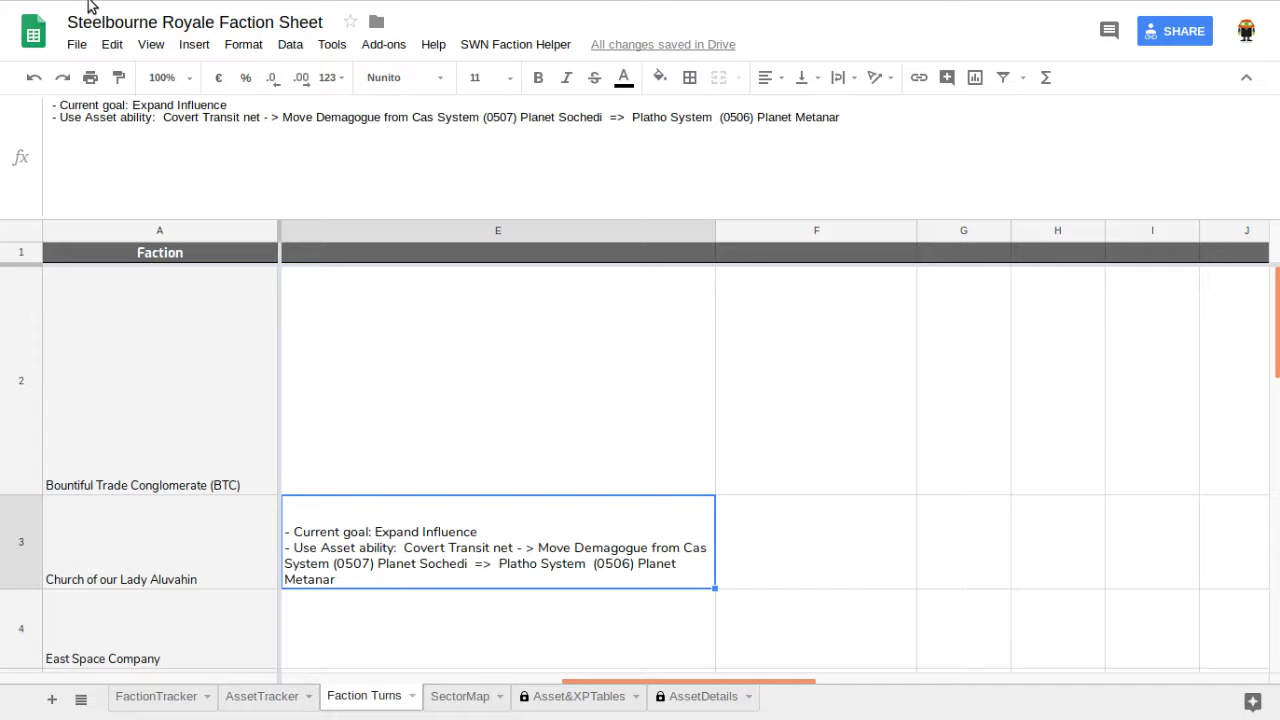 Steelbourne Royale Faction Sheet
File Edit View Insert Format Data Tools Add-ons Help SWN Faction Helper All changes saved in Drive
SHARE
100% € % .0 .00 123 Nunito 11 B I S A Σ
- Current goal: Expand Influence
- Use Asset ability:  Covert Transit net - > Move Demagogue from Cas System (0507) Planet Sochedi  =>  Platho System  (0506) Planet Metanar
fx
A E F G H I J
1 Faction
2
Bountiful Trade Conglomerate (BTC)
3
- Current goal: Expand Influence
- Use Asset ability:  Covert Transit net - > Move Demagogue from Cas
System (0507) Planet Sochedi  =>  Platho System  (0506) Planet
Metanar
Church of our Lady Aluvahin
4
East Space Company
FactionTracker AssetTracker Faction Turns SectorMap Asset&XPTables AssetDetails